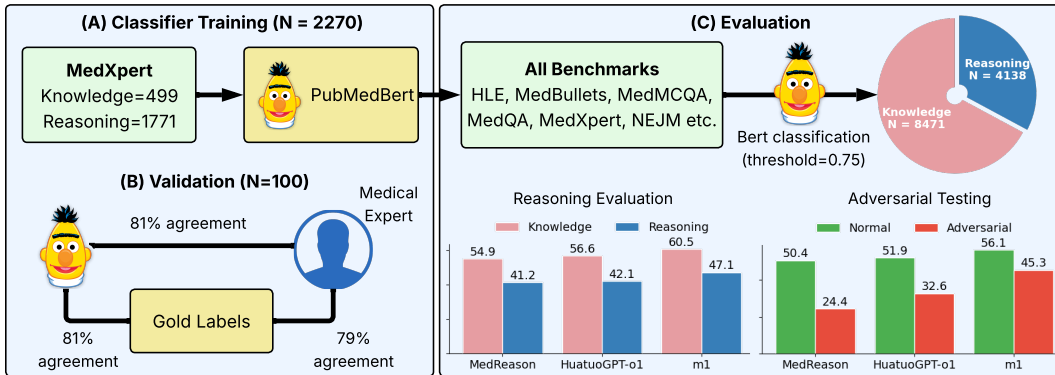 (A) Classifier Training (N = 2270)
MedXpert
Knowledge=499
Reasoning=1771
PubMedBert
(B) Validation (N=100)
Medical
Expert
81% agreement
Gold Labels
81%
agreement
79%
agreement
(C) Evaluation
All Benchmarks
HLE, MedBullets, MedMCQA,
MedQA, MedXpert, NEJM etc.
Bert classification
(threshold=0.75)
Reasoning
N = 4138
Knowledge
N = 8471
Reasoning Evaluation
Knowledge Reasoning
54.9 41.2 56.6 42.1 60.5 47.1
MedReason HuatuoGPT-o1 m1
Adversarial Testing
Normal Adversarial
50.4 24.4 51.9 32.6 56.1 45.3
MedReason HuatuoGPT-o1 m1